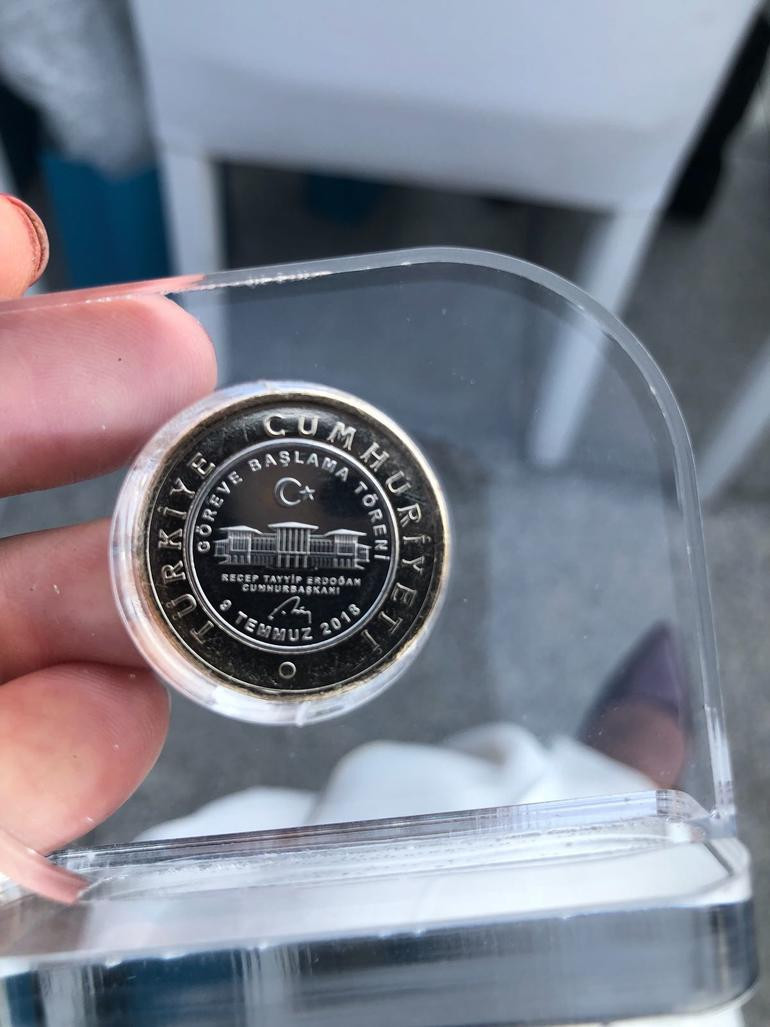 TÜRKİYE CUMHURİYETİ
GÖREVE BAŞLAMA TÖRENİ
RECEP TAYYİP ERDOĞAN
CUMHURBAŞKANI
9 TEMMUZ 2018